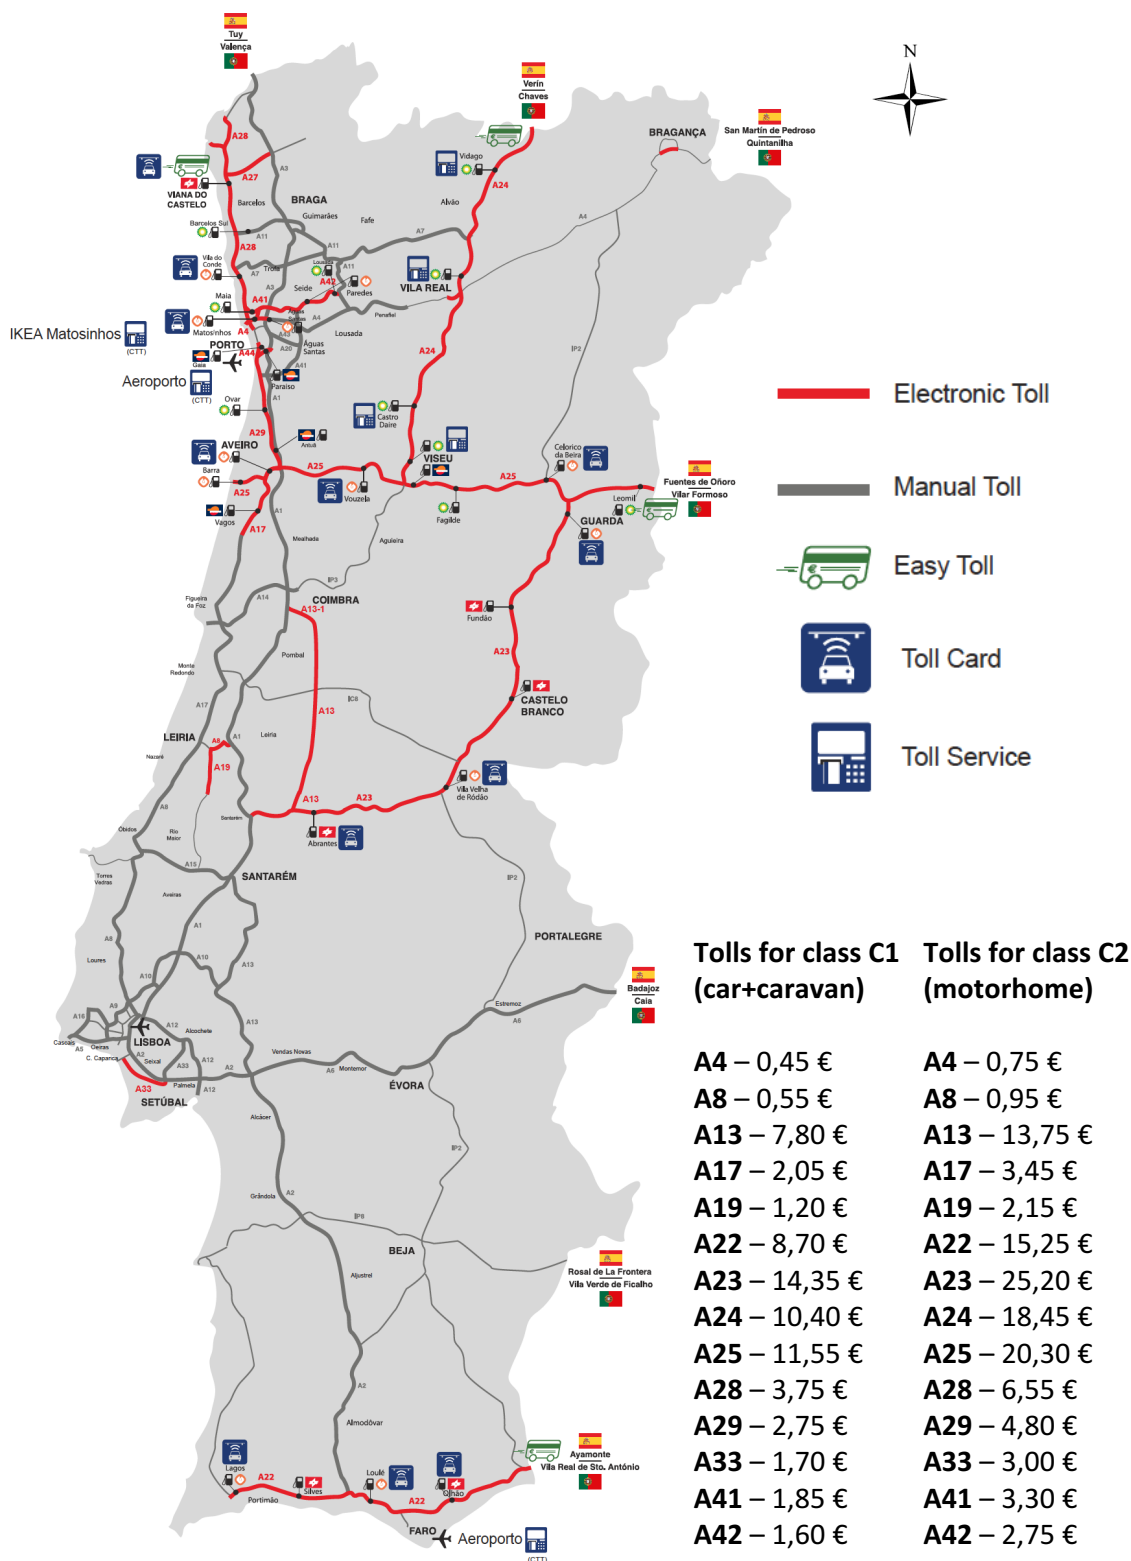 Tuy
Valença
N
Verín
Chaves
San Martín de Pedroso
Quintanilha
BRAGANÇA
A28
A27
A3
VIANA DO
CASTELO
Barcelos
BRAGA
Vidago
A24
Alvão
Guimarães
Fafe
Barcelos Sul
A11
A28
A11
A7
A4
Vila do
Conde
A7
Trofa
Lousada
A11
A42
Seide
Paredes
VILA REAL
A3
Maia
A41
Penafiel
Matosinhos
A4
Águas
Santas
A4
Lousada
A43
IKEA Matosinhos
(CTT)
PORTO
A44
A20
Águas
Santas
Gaia
A41
Paraíso
A24
IP3
Aeroporto
(CTT)
A1
Ovar
Castro
Daire
A29
Antuã
AVEIRO
VISEU
Celorico
da Beira
Barra
A25
A25
Vouzela
A25
Fuentes de Oñoro
Vilar Formoso
Leomil
Vagos
A17
A1
Fagilde
GUARDA
Mealhada
Aguieira
IP3
Figueira
da Foz
A14
COIMBRA
A13-1
Fundão
Monte
Redondo
Pombal
A23
A17
A13
IC8
CASTELO
BRANCO
LEIRIA
A8
A1
Leiria
Nazaré
A19
Vila Velha
de Ródão
A8
A13
A23
Santarém
Óbidos
Rio
Maior
Abrantes
A15
Torres
Vedras
SANTARÉM
IP2
Aveiras
A1
PORTALEGRE
A8
Loures
A10
A10
A13
Badajoz
Caia
A9
A16
Estremoz
A6
A12
Alcochete
A13
Cascais
A5
Oeiras
LISBOA
C. Caparica
A2
Seixal
A33
A12
A2
Vendas Novas
A6
Montemor
ÉVORA
A33
Palmela
A12
SETÚBAL
Alcácer
IP2
Grândola
A2
IP8
BEJA
Aljustrel
Rosal de La Frontera
Vila Verde de Ficalho
A2
Almodôvar
Ayamonte
Vila Real de Sto. António
Lagos
A22
Silves
Loulé
Olhão
Portimão
A22
FARO
Aeroporto
(CTT)
Electronic Toll
Manual Toll
Easy Toll
Toll Card
Toll Service
Tolls for class C1
(car+caravan)
A4 – 0,45 €
A8 – 0,55 €
A13 – 7,80 €
A17 – 2,05 €
A19 – 1,20 €
A22 – 8,70 €
A23 – 14,35 €
A24 – 10,40 €
A25 – 11,55 €
A28 – 3,75 €
A29 – 2,75 €
A33 – 1,70 €
A41 – 1,85 €
A42 – 1,60 €
Tolls for class C2
(motorhome)
A4 – 0,75 €
A8 – 0,95 €
A13 – 13,75 €
A17 – 3,45 €
A19 – 2,15 €
A22 – 15,25 €
A23 – 25,20 €
A24 – 18,45 €
A25 – 20,30 €
A28 – 6,55 €
A29 – 4,80 €
A33 – 3,00 €
A41 – 3,30 €
A42 – 2,75 €